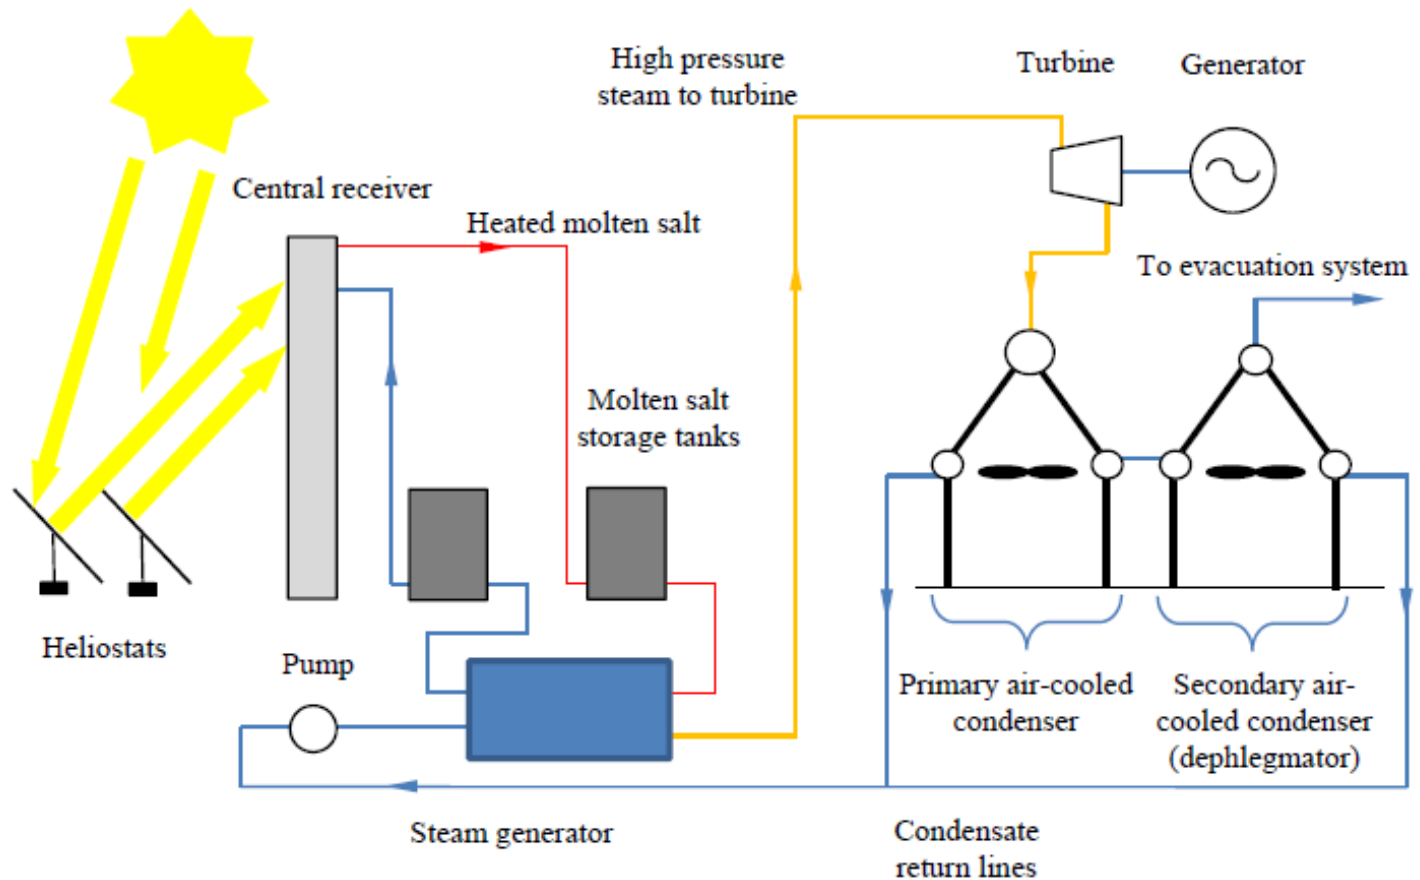 High pressure
steam to turbine
Turbine
Generator
Central receiver
Heated molten salt
To evacuation system
Molten salt
storage tanks
Heliostats
Pump
Primary air-cooled
condenser
Secondary air-
cooled condenser
(dephlegmator)
Steam generator
Condensate
return lines